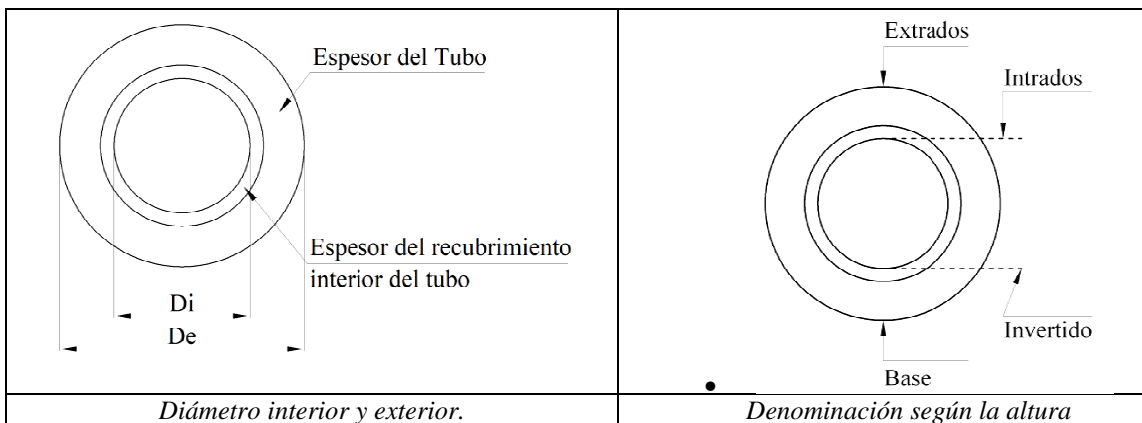 Espesor del Tubo
Espesor del recubrimiento
interior del tubo
Di
De
Diámetro interior y exterior.
Extrados
Intrados
Invertido
Base
Denominación según la altura